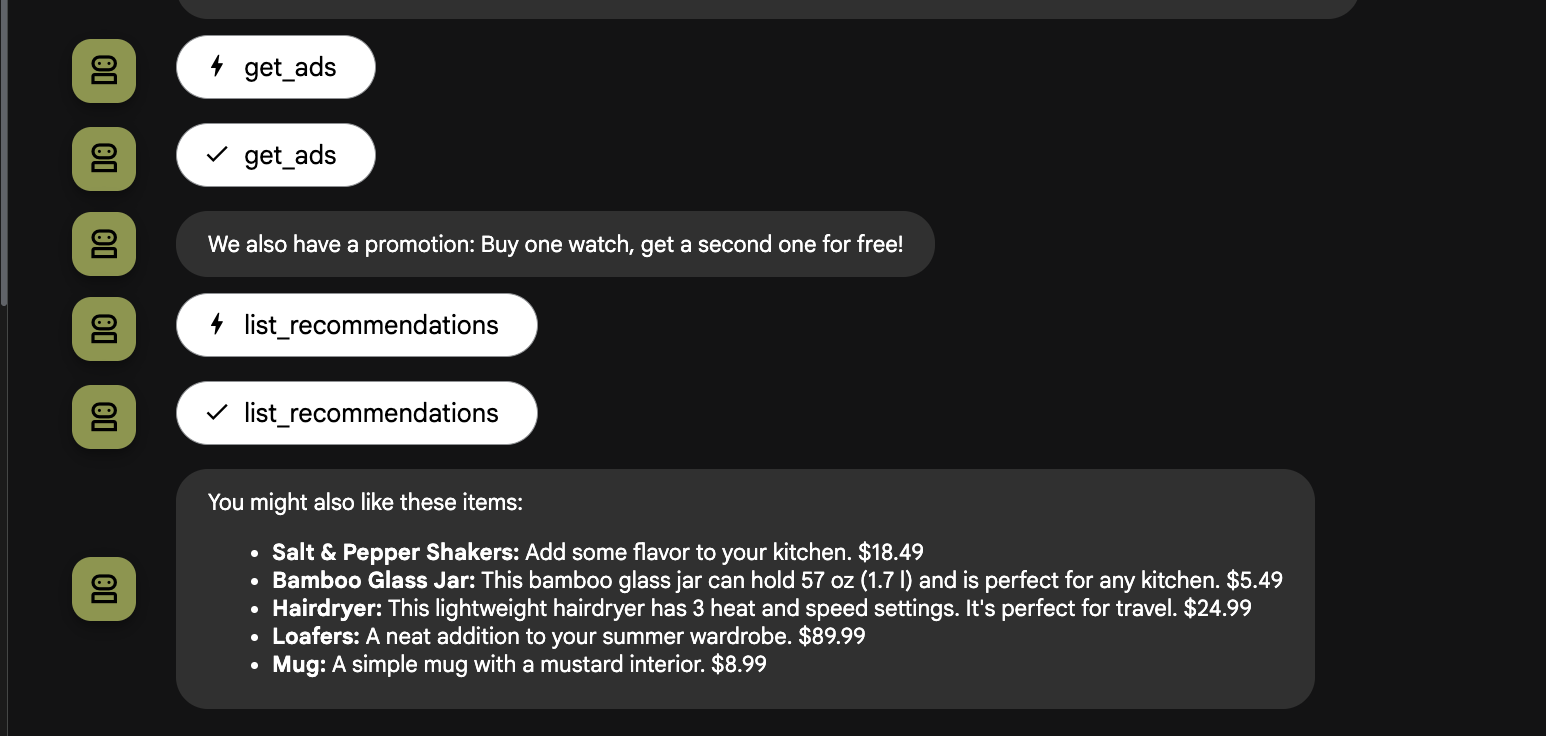 get_ads
get_ads
We also have a promotion: Buy one watch, get a second one for free!
list_recommendations
list_recommendations
You might also like these items:
• Salt & Pepper Shakers: Add some flavor to your kitchen. $18.49
• Bamboo Glass Jar: This bamboo glass jar can hold 57 oz (1.7 l) and is perfect for any kitchen. $5.49
• Hairdryer: This lightweight hairdryer has 3 heat and speed settings. It's perfect for travel. $24.99
• Loafers: A neat addition to your summer wardrobe. $89.99
• Mug: A simple mug with a mustard interior. $8.99